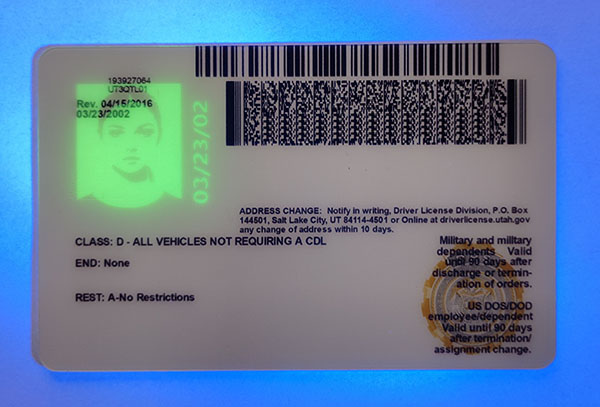 193927064
UT3QTL01
Rev. 04/15/2016
03/23/2002
03/23/02
ADDRESS CHANGE: Notify in writing, Driver License Division, P.O. Box
144501, Salt Lake City, UT 84114-4501 or Online at driverlicense.utah.gov
any change of address within 10 days.
CLASS: D - ALL VEHICLES NOT REQUIRING A CDL
END: None
REST: A-No Restrictions
Military and military
dependents Valid
until 90 days after
discharge or termin-
ation of orders.
US DOS/DOD
employee/dependent
Valid until 90 days
after termination/
assignment change.